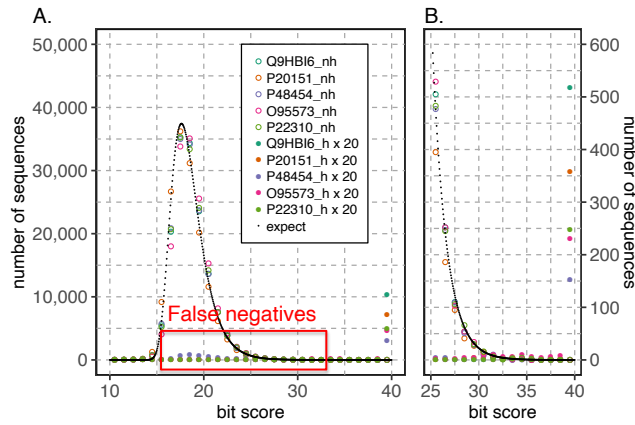 A.
B.
50,000
40,000
30,000
20,000
10,000
0
number of sequences
10
20
30
40
bit score
Q9HBI6_nh
P20151_nh
P48454_nh
O95573_nh
P22310_nh
Q9HBI6_h x 20
P20151_h x 20
P48454_h x 20
O95573_h x 20
P22310_h x 20
expect
False negatives
600
500
400
300
200
100
0
number of sequences
25
30
35
40
bit score